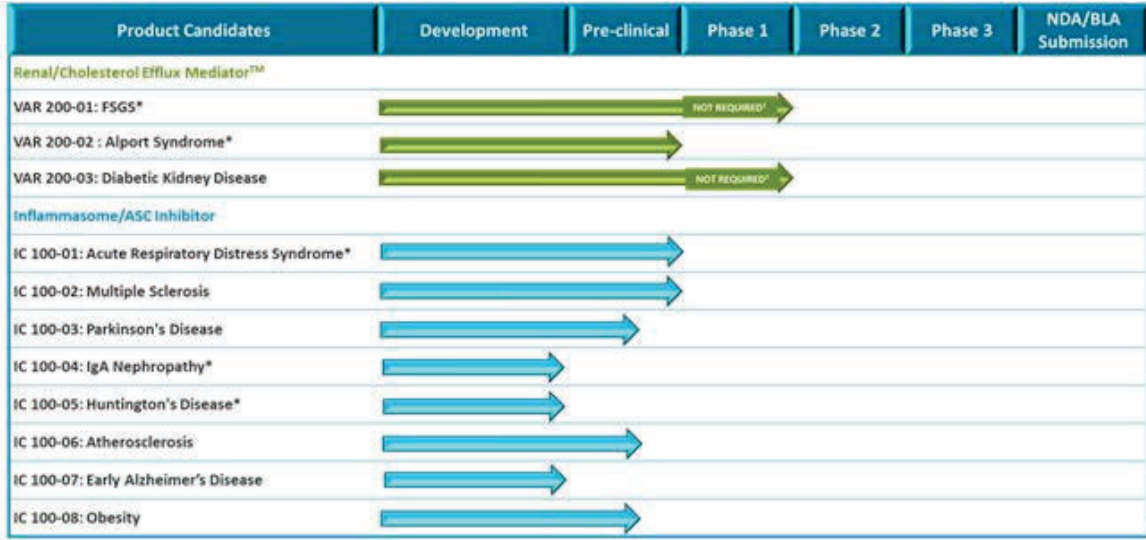 Product Candidates Development Pre-clinical Phase 1 Phase 2 Phase 3 NDA/BLA Submission
Renal/Cholesterol Efflux Mediator™
VAR 200-01: FSGS* NOT REQUIRED¹
VAR 200-02 : Alport Syndrome*
VAR 200-03: Diabetic Kidney Disease NOT REQUIRED
Inflammasome/ASC Inhibitor
IC 100-01: Acute Respiratory Distress Syndrome*
IC 100-02: Multiple Sclerosis
IC 100-03: Parkinson's Disease
IC 100-04: IgA Nephropathy*
IC 100-05: Huntington's Disease*
IC 100-06: Atherosclerosis
IC 100-07: Early Alzheimer’s Disease
IC 100-08: Obesity